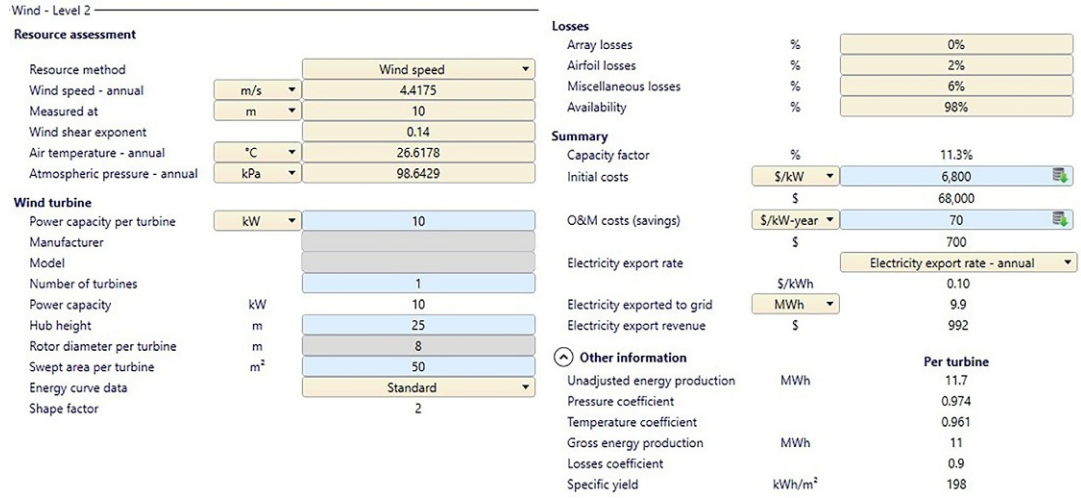 Wind - Level 2
Resource assessment
Resource method Wind speed
Wind speed - annual m/s 4.4175
Measured at m 10
Wind shear exponent 0.14
Air temperature - annual °C 26.6178
Atmospheric pressure - annual kPa 98.6429
Wind turbine
Power capacity per turbine kW 10
Manufacturer
Model
Number of turbines 1
Power capacity kW 10
Hub height m 25
Rotor diameter per turbine m 8
Swept area per turbine m² 50
Energy curve data Standard
Shape factor 2
Losses
Array losses % 0%
Airfoil losses % 2%
Miscellaneous losses % 6%
Availability % 98%
Summary
Capacity factor % 11.3%
Initial costs $/kW 6,800
$ 68,000
O&M costs (savings) $/kW-year 70
$ 700
Electricity export rate Electricity export rate - annual
$/kWh 0.10
Electricity exported to grid MWh 9.9
Electricity export revenue $ 992
Other information Per turbine
Unadjusted energy production MWh 11.7
Pressure coefficient 0.974
Temperature coefficient 0.961
Gross energy production MWh 11
Losses coefficient 0.9
Specific yield kWh/m² 198